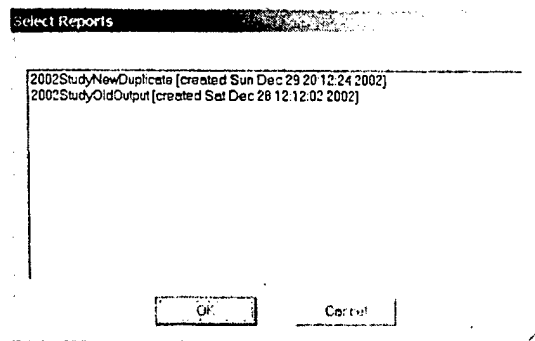 Select Reports
2002StudyNewDuplicate [created Sun Dec 29 20:12:24 2002]
2002StudyOldOutput [created Sat Dec 28 12:12:02 2002]
OK
Cancel